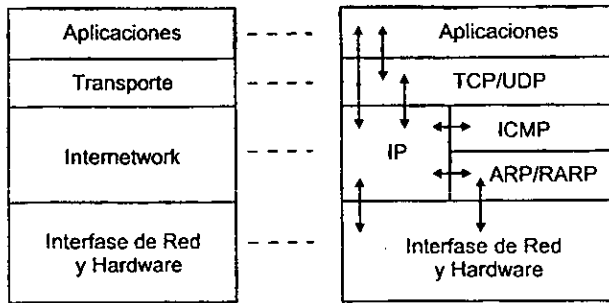 Aplicaciones
Transporte
Internetwork
Interfase de Red
y Hardware
Aplicaciones
TCP/UDP
IP
ICMP
ARP/RARP
Interfase de Red
y Hardware